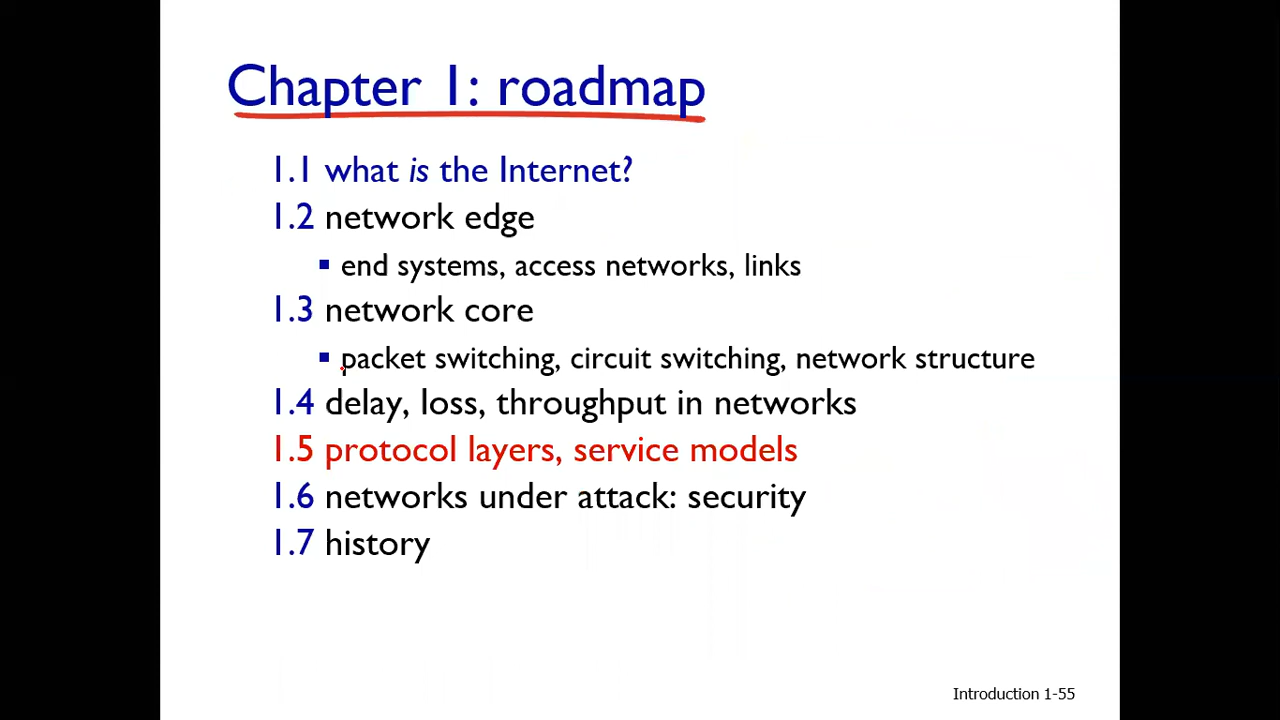 Chapter 1: roadmap
1.1 what is the Internet?
1.2 network edge
▪ end systems, access networks, links
1.3 network core
▪ packet switching, circuit switching, network structure
1.4 delay, loss, throughput in networks
1.5 protocol layers, service models
1.6 networks under attack: security
1.7 history
Introduction 1-55